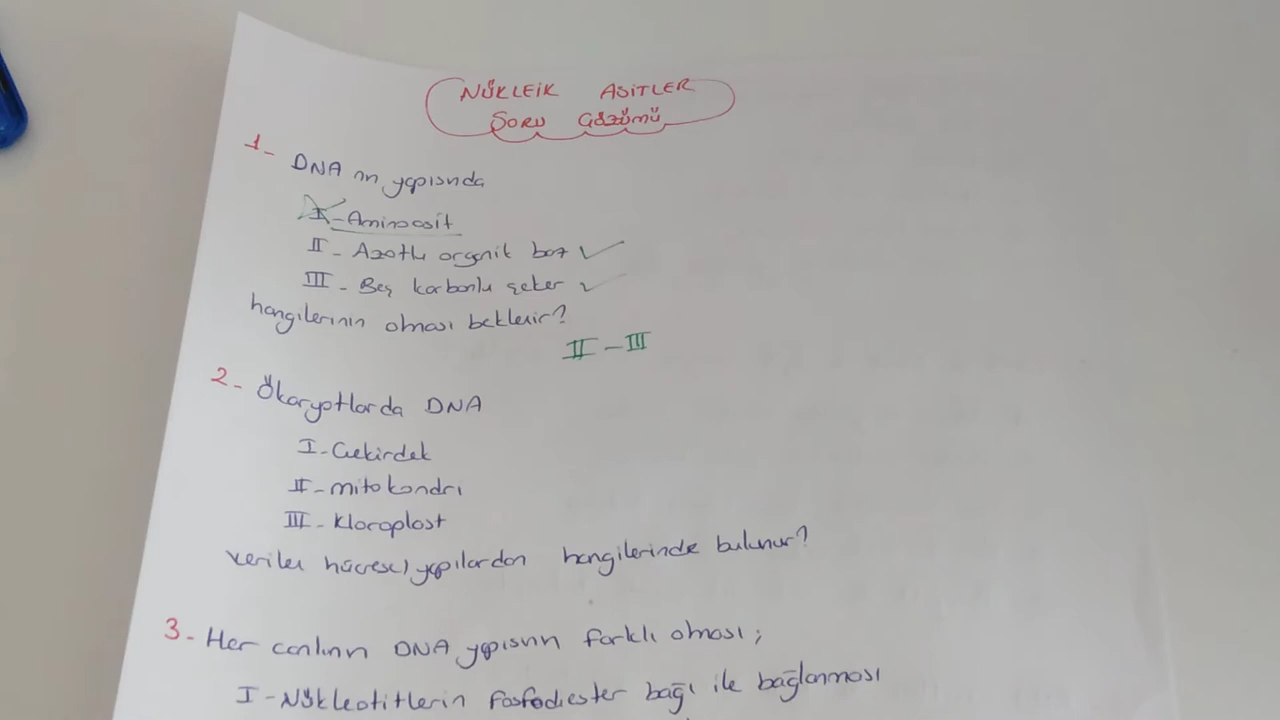 NÜKLEİK ASİTLER
SORU ÇÖZÜMÜ
1- DNA nın yapısında
I-Aminoasit
II- Azotlu organik baz
III- Beş karbonlu şeker
hangilerinin olması beklenir?
II-III
2- Ökaryotlarda DNA
I-Çekirdek
II-mitokondri
III-Kloroplast
verilen hücresel yapılardan hangilerinde bulunur?
3- Her canlının DNA yapısının farklı olması;
I-Nükleotitlerin fosfodiester bağı ile bağlanması